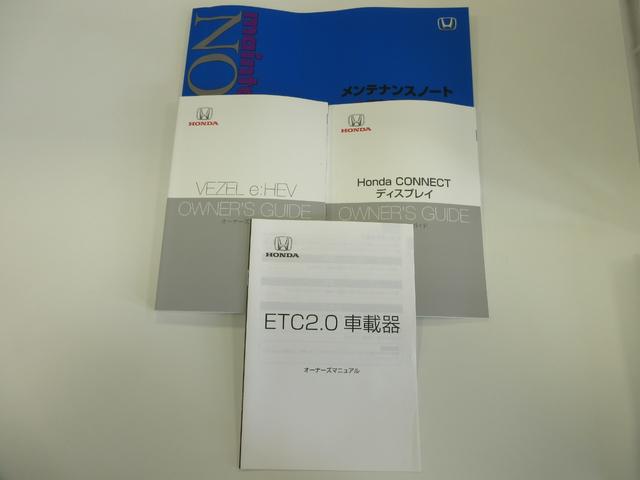 NO
メンテナンスノート
HONDA
VEZEL e:HEV
OWNER'S GUIDE
HONDA
Honda CONNECT
ディスプレイ
OWNER'S GUIDE
HONDA
ETC2.0 車載器
オーナーズマニュアル